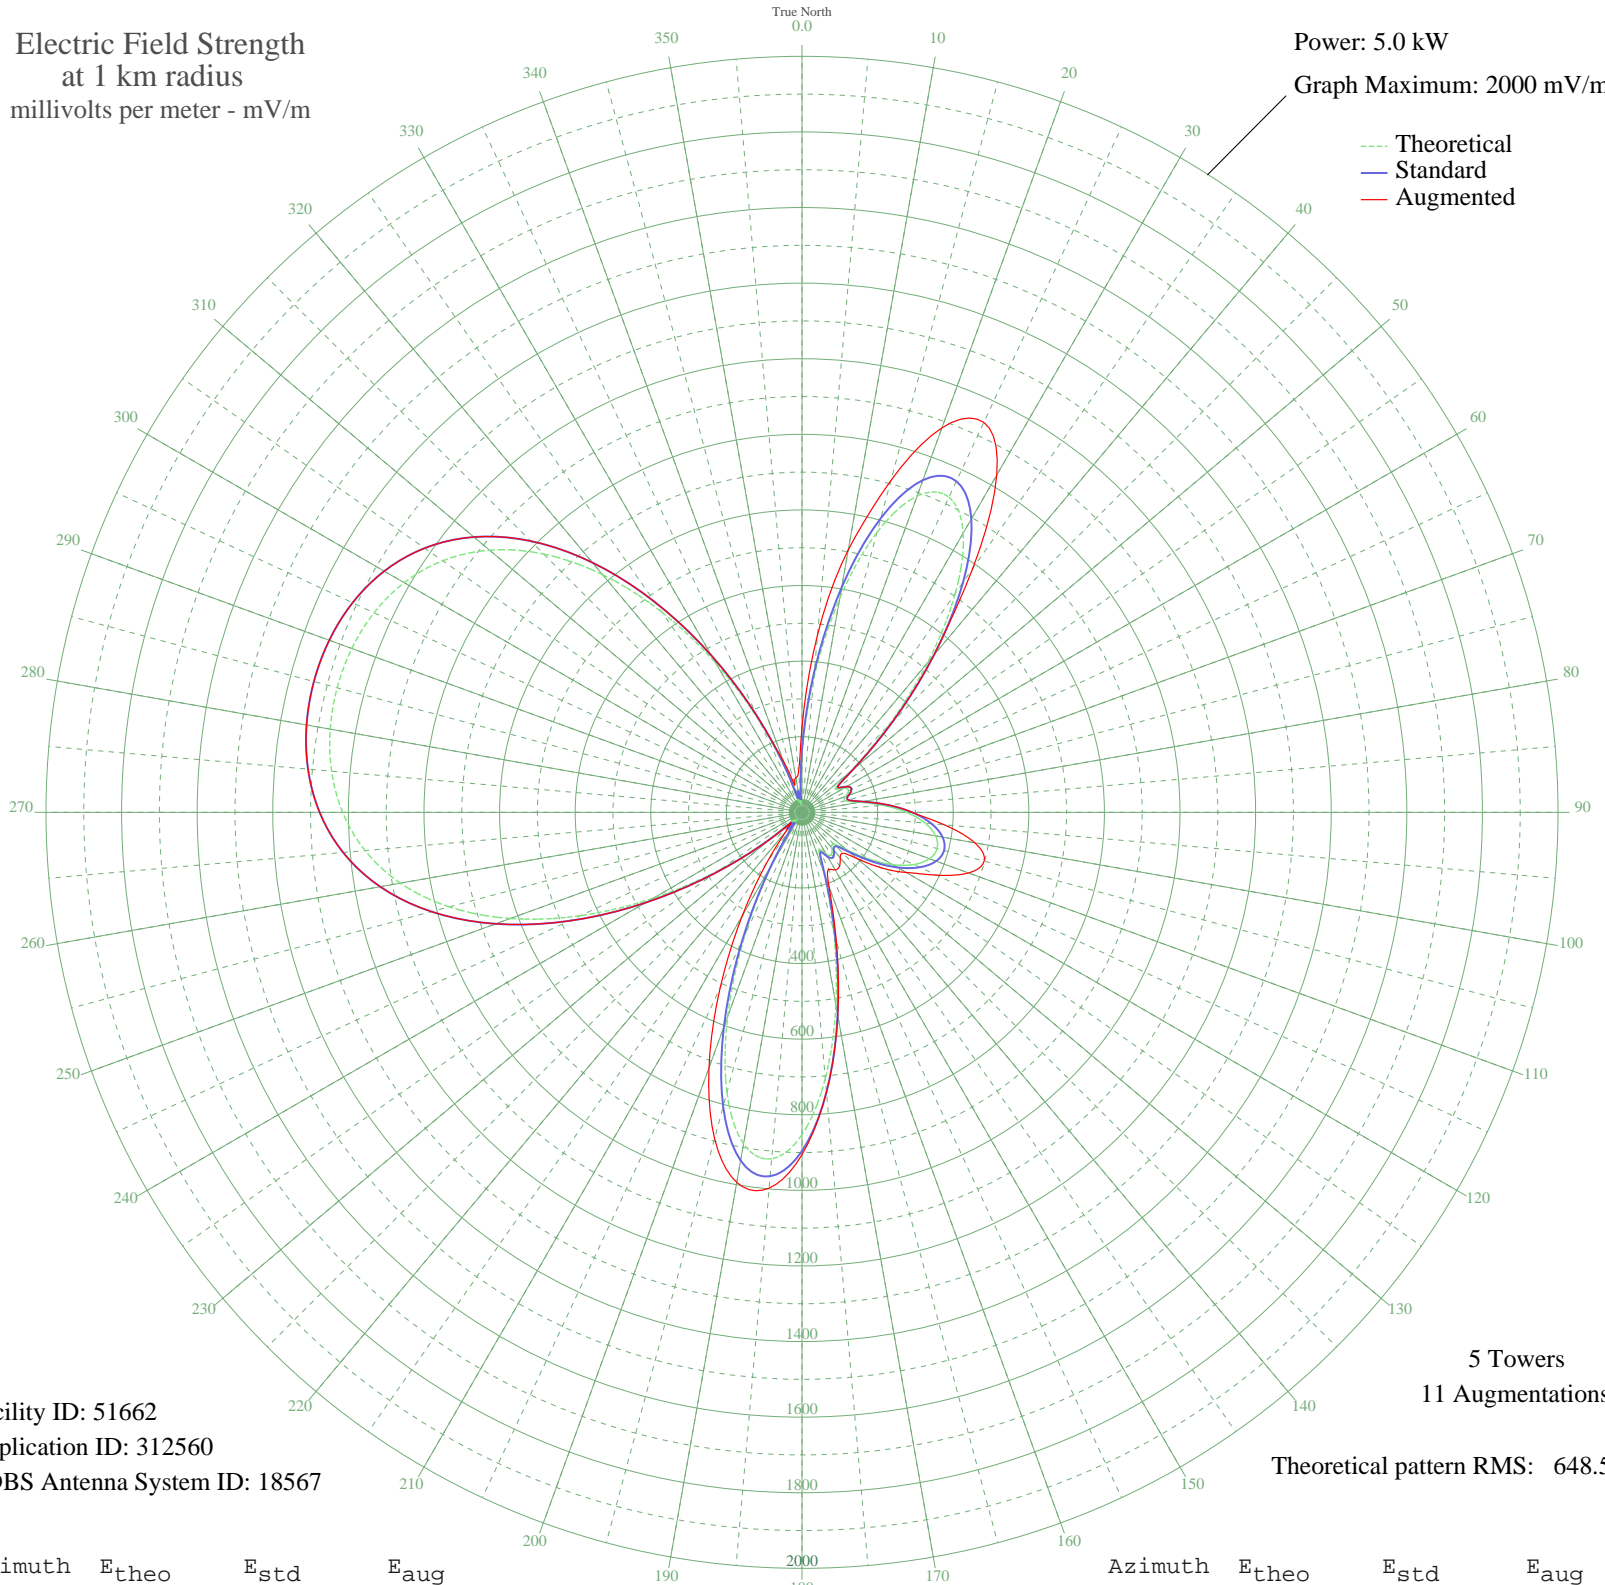 True North
Electric Field Strength
at 1 km radius
millivolts per meter - mV/m
Power: 5.0 kW
Graph Maximum: 2000 mV/m
Theoretical
Standard
Augmented
0.0
10
20
30
40
50
60
70
80
90
100
110
120
130
140
150
160
170
190
200
210
220
230
240
250
260
270
280
290
300
310
320
330
340
350
400
600
800
1000
1200
1400
1600
1800
2000
5 Towers
11 Augmentations
Theoretical pattern RMS: 648.5
cility ID: 51662
plication ID: 312560
DBS Antenna System ID: 18567
imuth Etheo Estd Eaug
Azimuth Etheo Estd Eaug